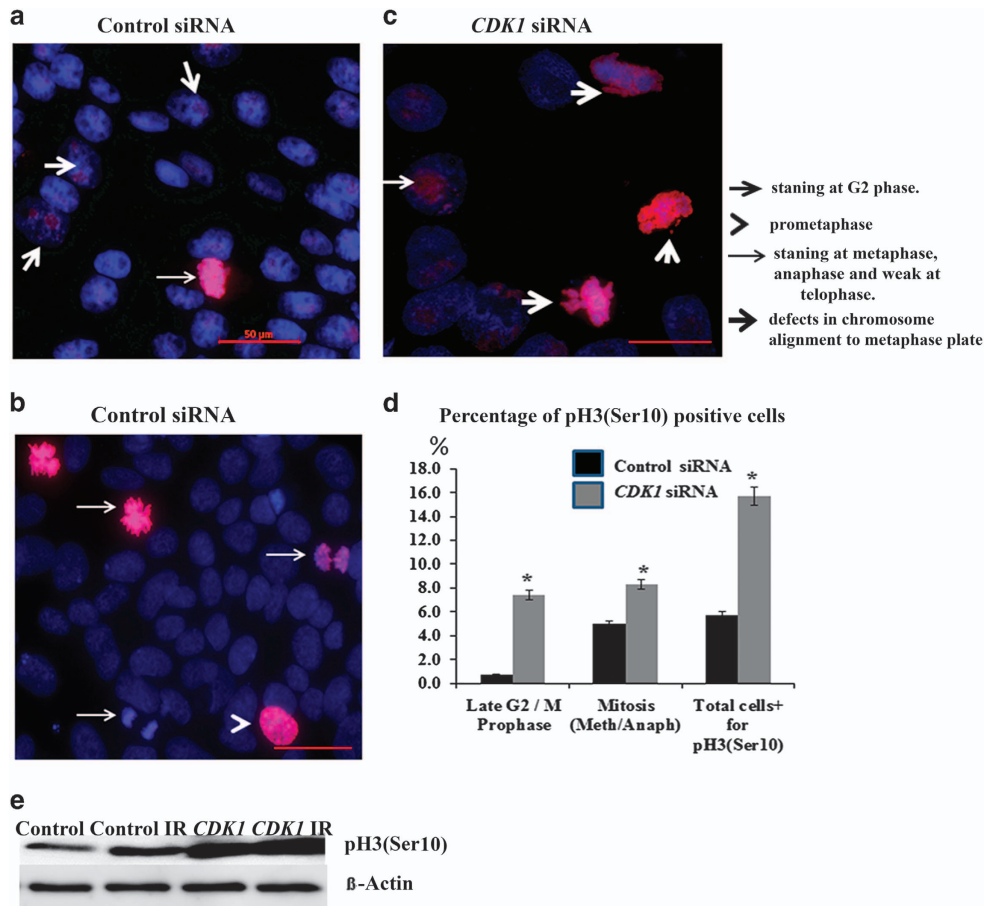 a
Control siRNA
50 µm
c
CDK1 siRNA
staning at G2 phase.
prometaphase
staning at metaphase,
anaphase and weak at
telophase.
defects in chromosome
alignment to metaphase plate
b
Control siRNA
d
Percentage of pH3(Ser10) positive cells
%
18.0
16.0
14.0
12.0
10.0
8.0
6.0
4.0
2.0
0.0
Control siRNA
CDK1 siRNA
*
*
*
Late G2 / M
Prophase
Mitosis
(Meth/Anaph)
Total cells+
for
pH3(Ser10)
e
Control Control IR CDK1 CDK1 IR
pH3(Ser10)
ß-Actin